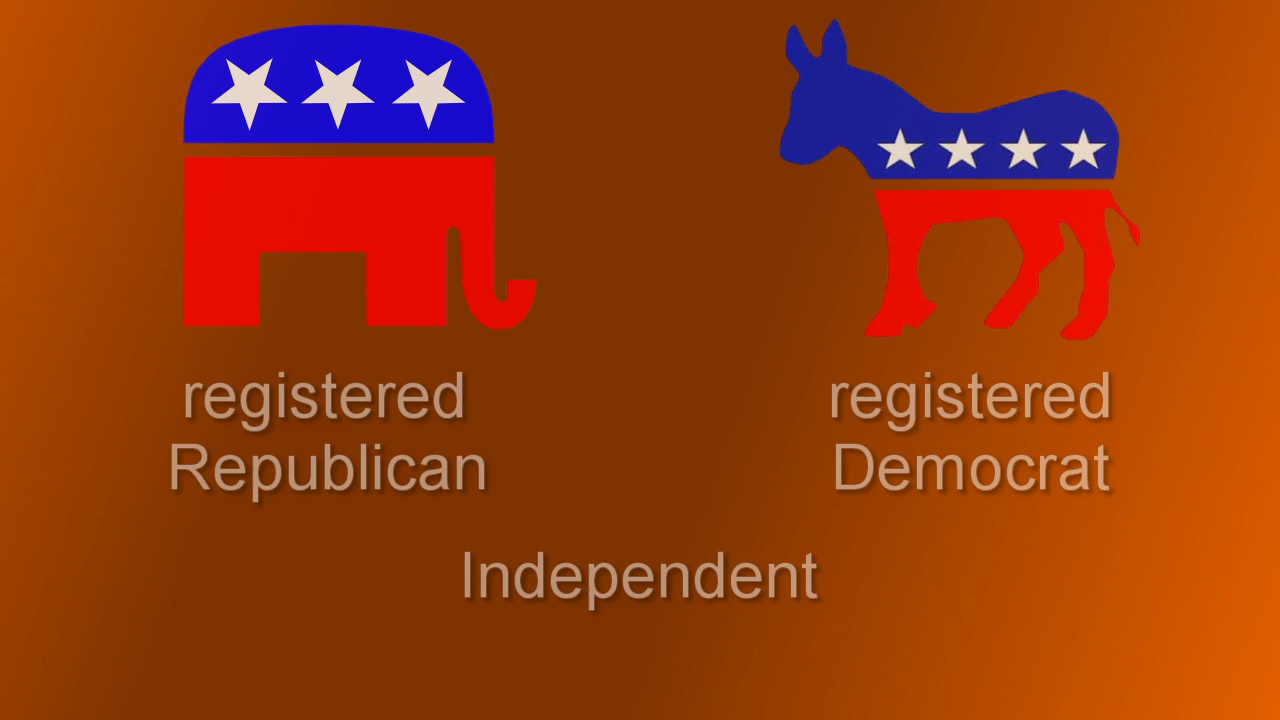 registered
Republican
registered
Democrat
Independent